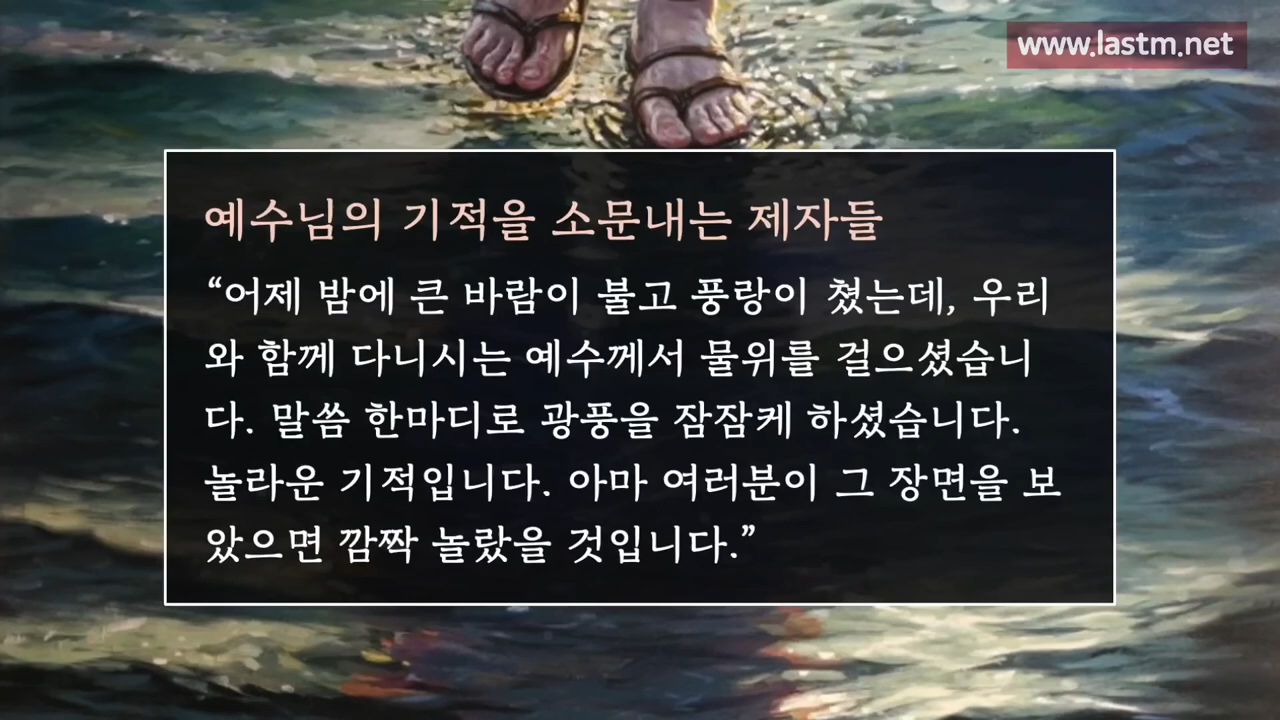 www.lastm.net
예수님의 기적을 소문내는 제자들
“어제 밤에 큰 바람이 불고 풍랑이 쳤는데, 우리
와 함께 다니시는 예수께서 물위를 걸으셨습니
다. 말씀 한마디로 광풍을 잠잠케 하셨습니다.
놀라운 기적입니다. 아마 여러분이 그 장면을 보
았으면 깜짝 놀랐을 것입니다.”